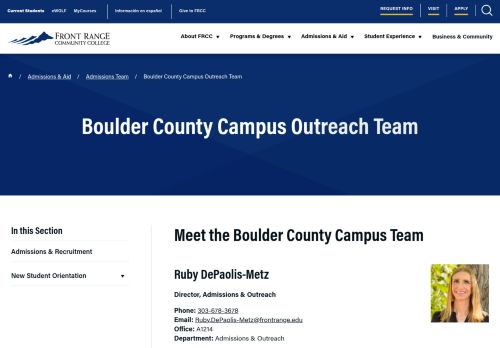 Current Students eWOLF MyCourses Información en español Give to FRCC REQUEST INFO VISIT APPLY
FRONT RANGE
COMMUNITY COLLEGE
About FRCC Programs & Degrees Admissions & Aid Student Experience Business & Community
/ Admissions & Aid / Admissions Team / Boulder County Campus Outreach Team
Boulder County Campus Outreach Team
In this Section
Admissions & Recruitment
New Student Orientation
Meet the Boulder County Campus Team
Ruby DePaolis-Metz
Director, Admissions & Outreach
Phone: 303-678-3678
Email: Ruby.DePaolis-Metz@frontrange.edu
Office: A1214
Department: Admissions & Outreach